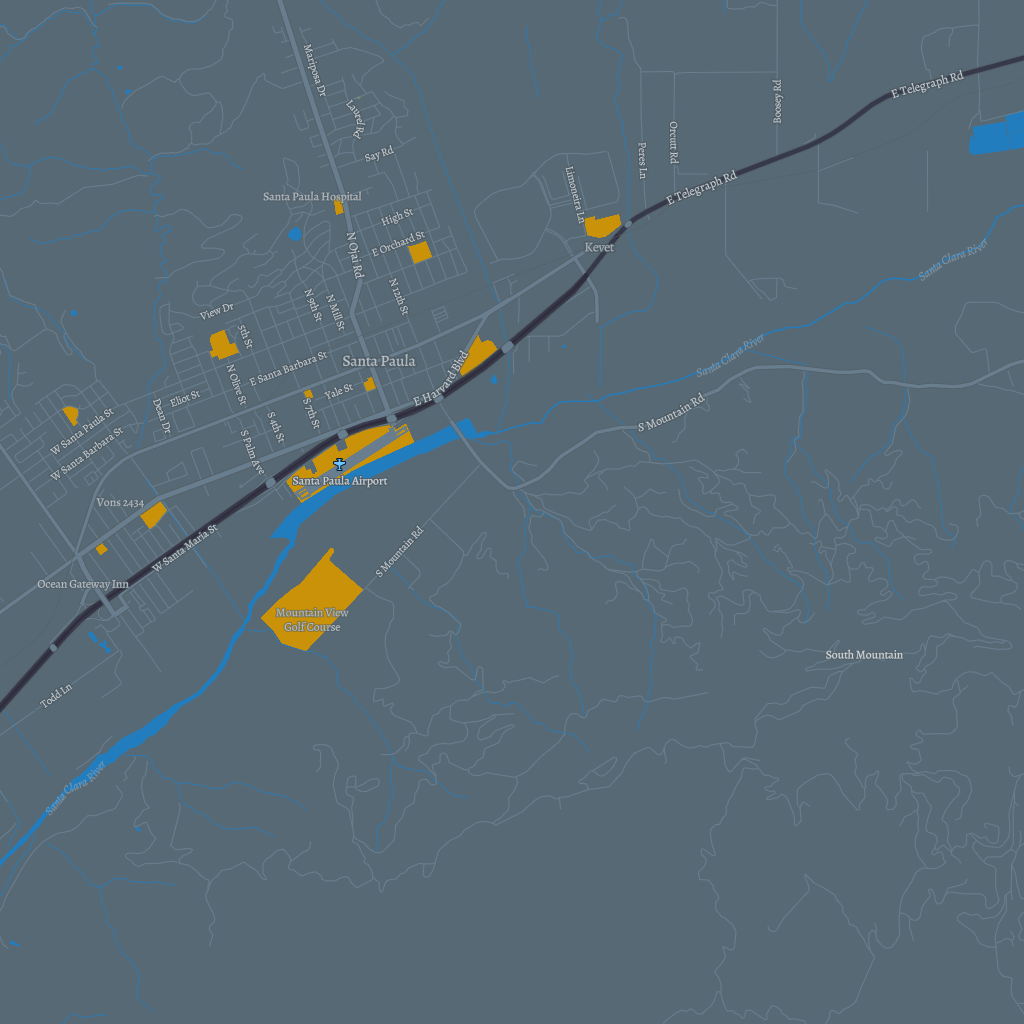 Mariposa Dr
E Telegraph Rd
Laurel Pl
Boosey Rd
Orcutt Rd
Say Rd
Peres Ln
E Telegraph Rd
Limoneira Ln
Santa Paula Hospital
High St
E Orchard St
N Ojai Rd
Kevet
Santa Clara River
N 12th St
N 9th St
N Mill St
View Dr
5th St
Santa Clara River
Santa Paula
E Santa Barbara St
E Harvard Blvd
N Olive St
Yale St
Eliot St
S 7th St
Dean Dr
S 4th St
S Mountain Rd
W Santa Paula St
W Santa Barbara St
S Palm Ave
Santa Paula Airport
Vons 2434
W Santa Maria St
S Mountain Rd
Ocean Gateway Inn
Mountain View
Golf Course
South Mountain
Todd Ln
Santa Clara River